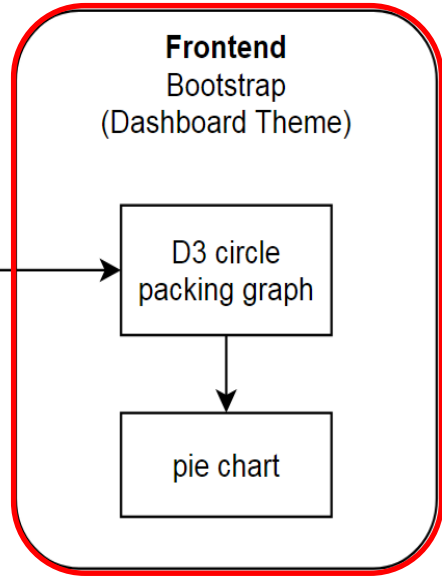 Frontend
Bootstrap
(Dashboard Theme)
D3 circle
packing graph
pie chart